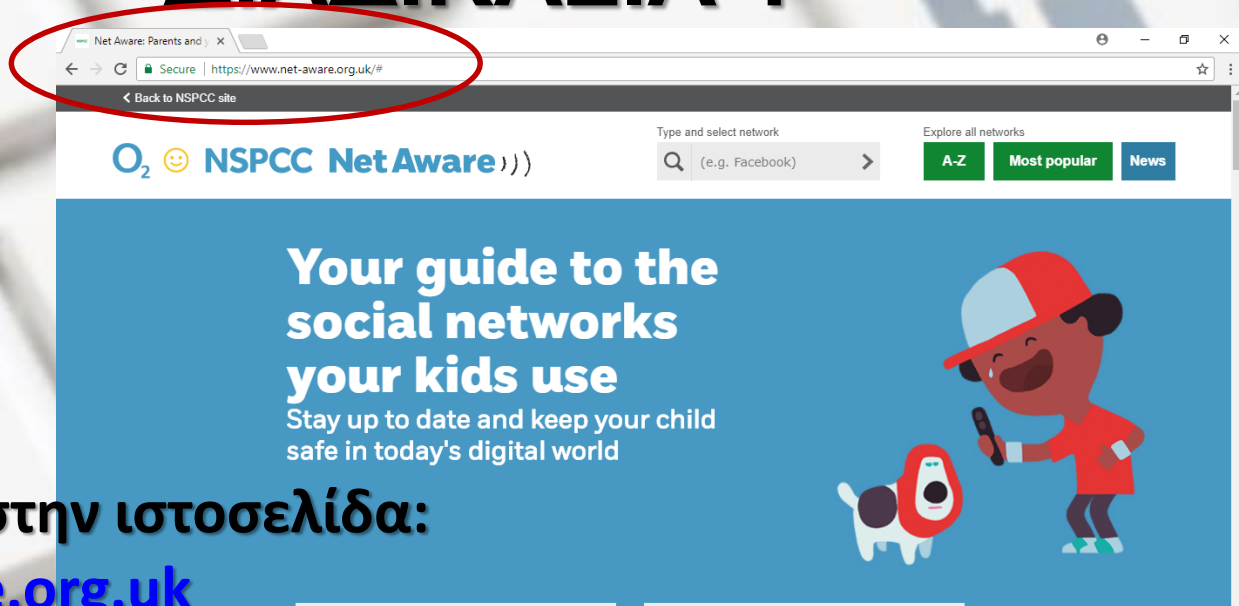 Net Aware: Parents and y
Secure | https://www.net-aware.org.uk/#
Back to NSPCC site
O2 NSPCC Net Aware
Type and select network
(e.g. Facebook)
Explore all networks
A-Z Most popular News
Your guide to the
social networks
your kids use
Stay up to date and keep your child
safe in today's digital world
στην ιστοσελίδα:
e.org.uk